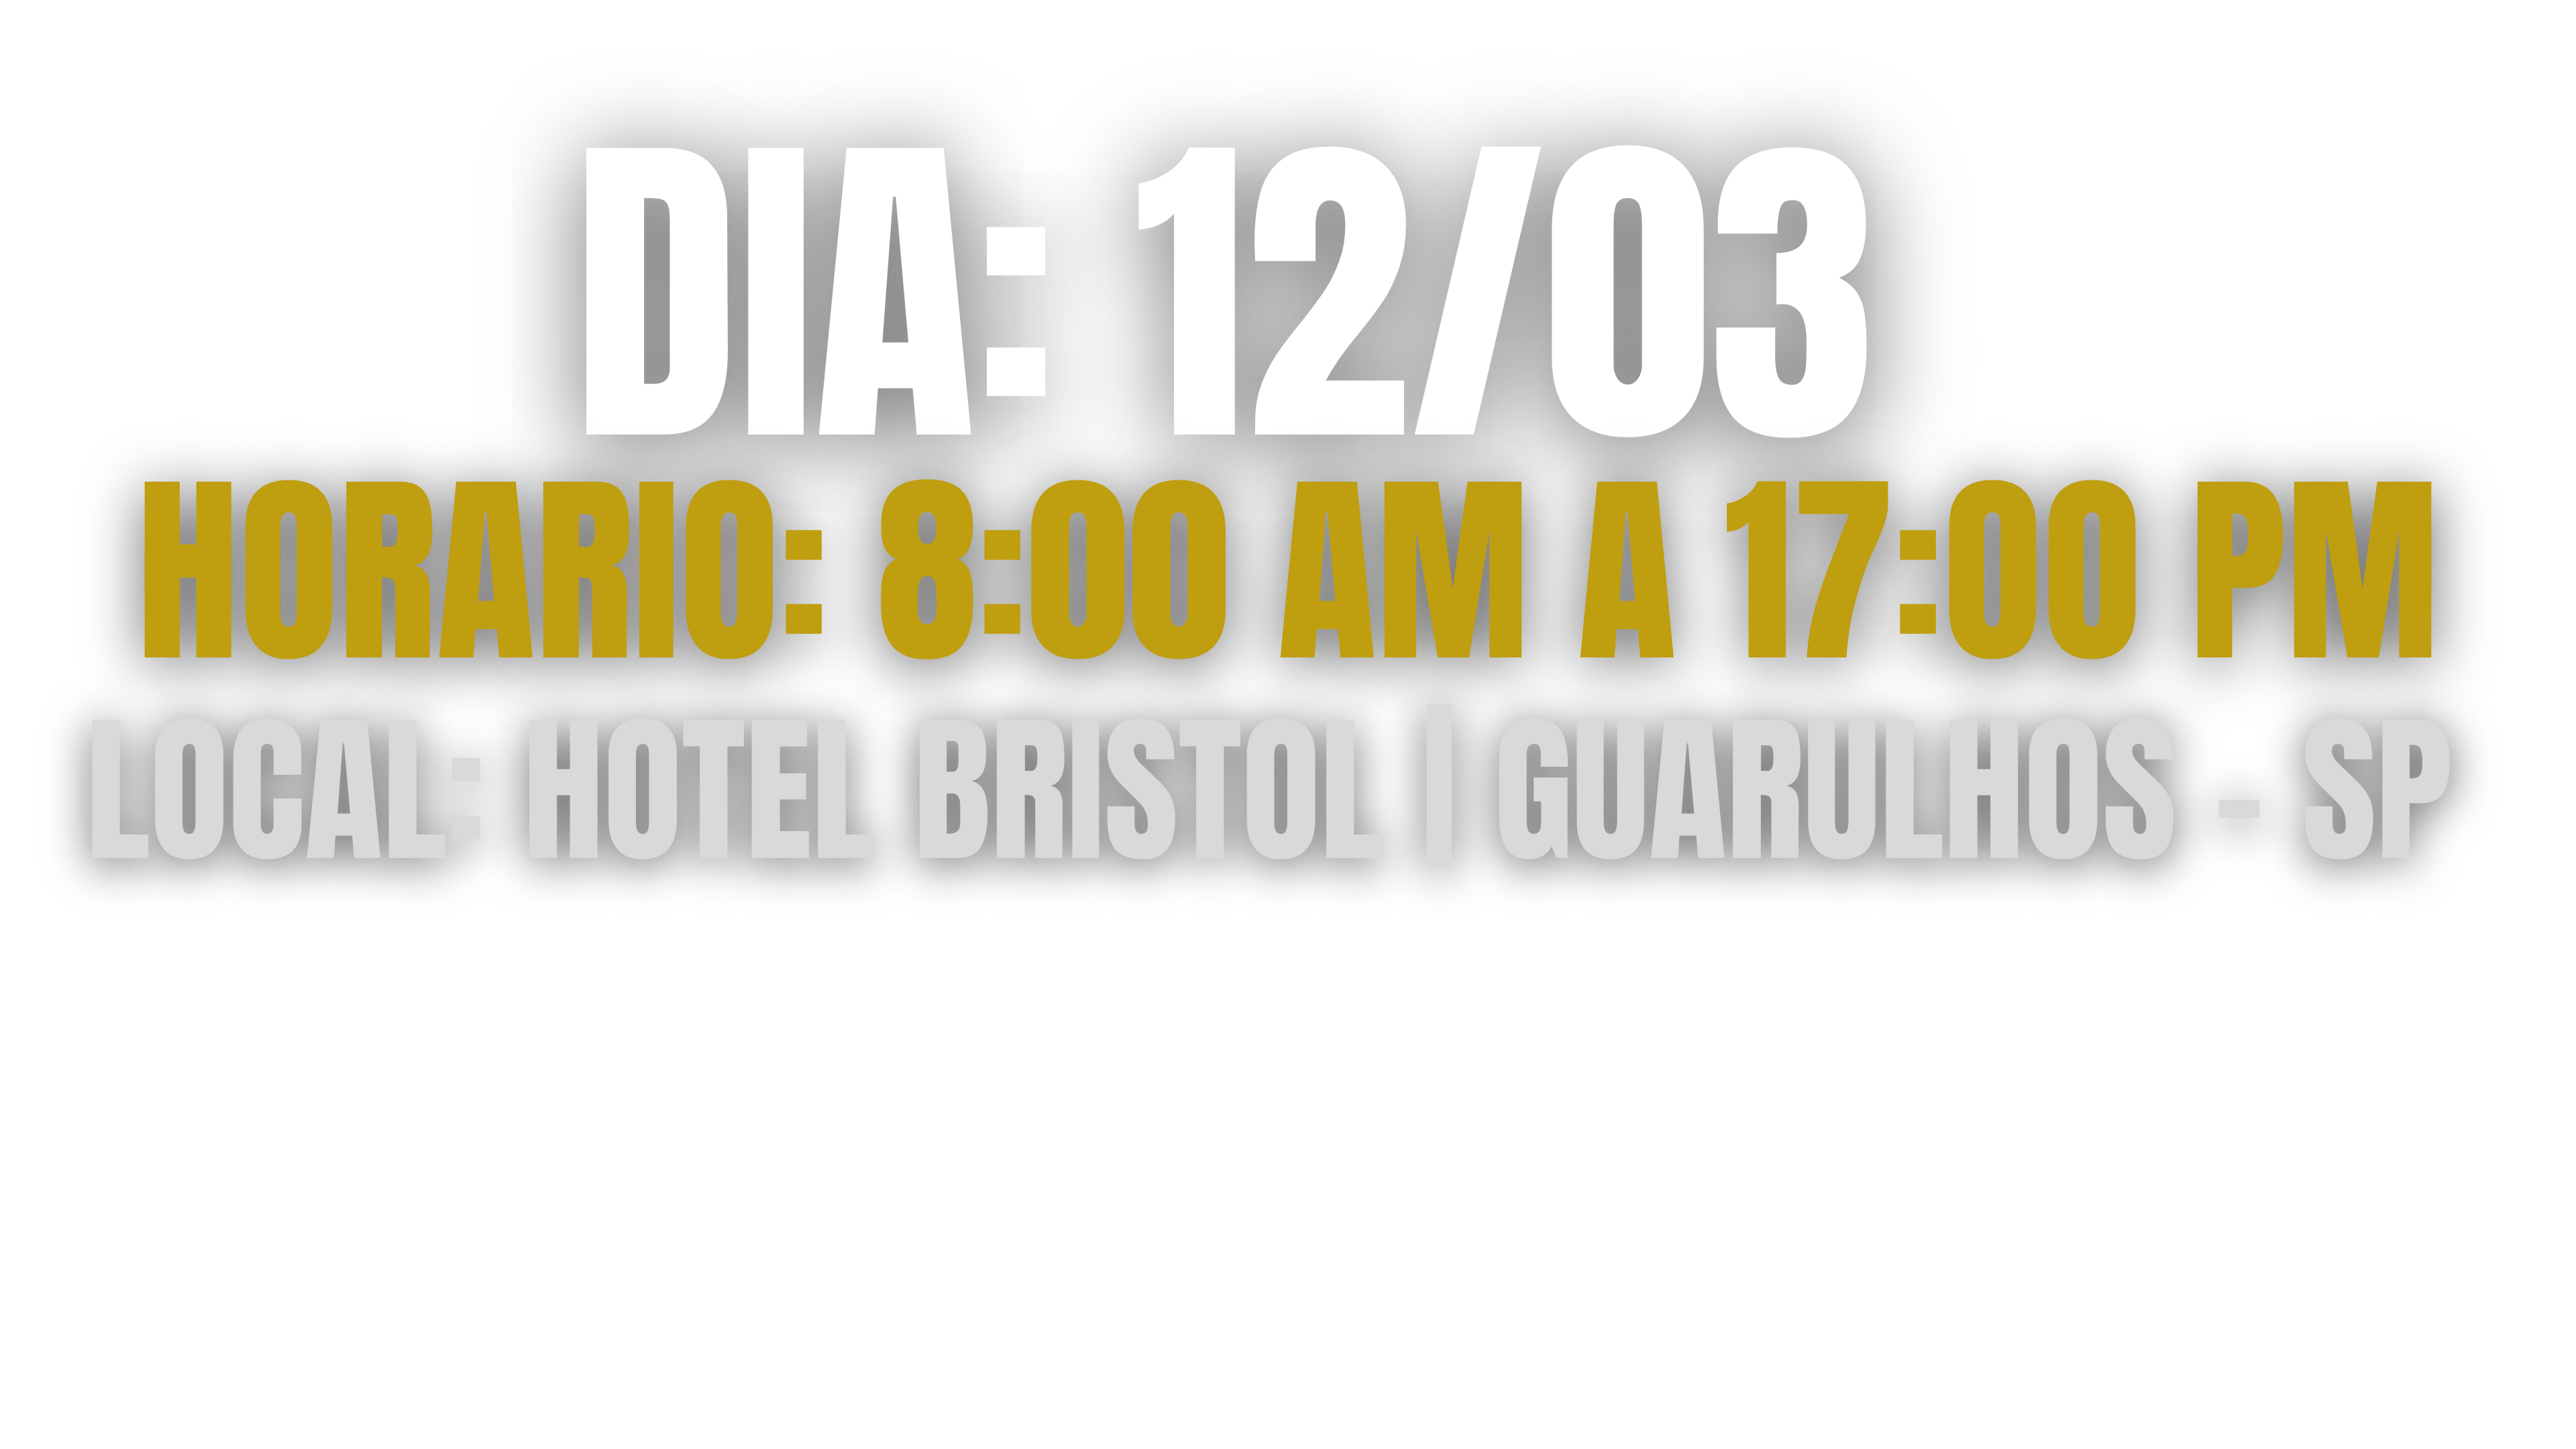 DIA: 12/03
HORARIO: 8:00 AM A 17:00 PM
LOCAL: HOTEL BRISTOL | GUARULHOS - SP